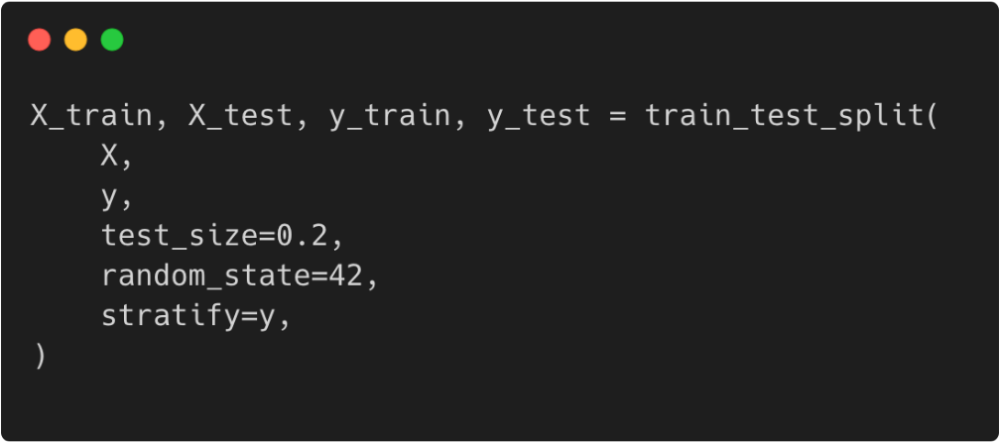 X_train, X_test, y_train, y_test = train_test_split(
    X,
    y,
    test_size=0.2,
    random_state=42,
    stratify=y,
)